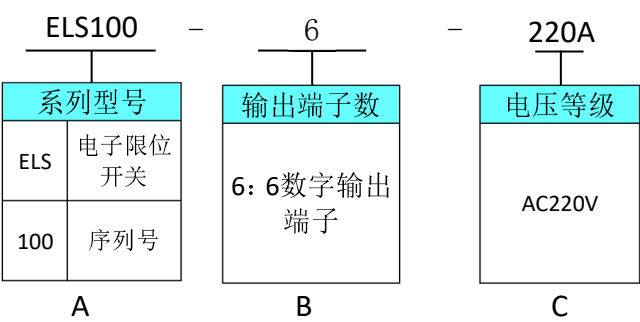 ELS100 - 6 - 220A
系列型号 输出端子数 电压等级
ELS 电子限位
开关
100 序列号
6：6数字输出
端子
AC220V
A B C